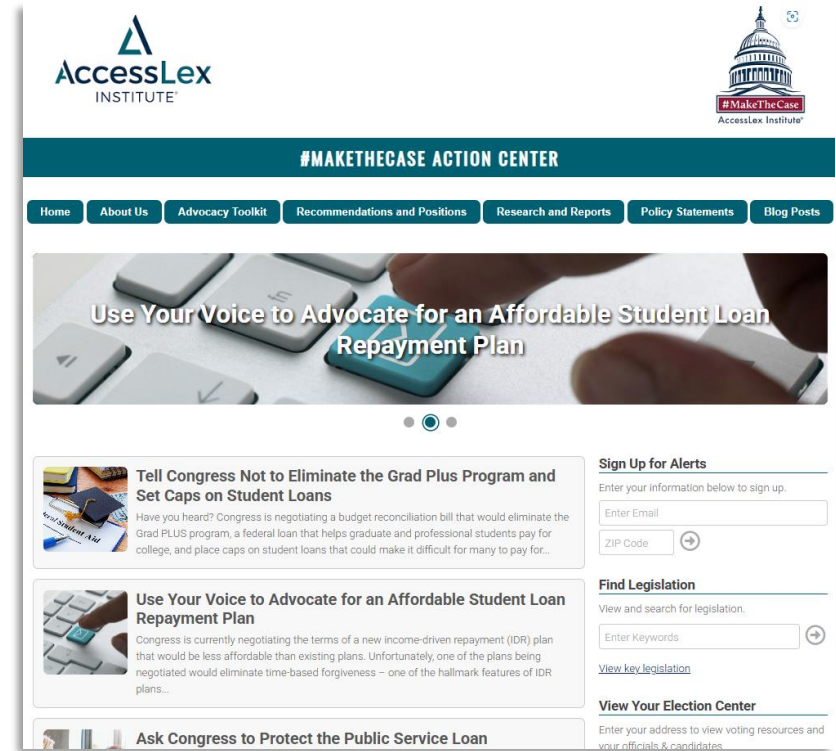 AccessLex
INSTITUTE®
#MakeTheCase
AccessLex Institute®
#MAKETHECASE ACTION CENTER
Home About Us Advocacy Toolkit Recommendations and Positions Research and Reports Policy Statements Blog Posts
Use Your Voice to Advocate for an Affordable Student Loan
Repayment Plan
fn
Tell Congress Not to Eliminate the Grad Plus Program and
Set Caps on Student Loans
Have you heard? Congress is negotiating a budget reconciliation bill that would eliminate the
Grad PLUS program, a federal loan that helps graduate and professional students pay for
college, and place caps on student loans that could make it difficult for many to pay for...
Student Aid
Use Your Voice to Advocate for an Affordable Student Loan
Repayment Plan
Congress is currently negotiating the terms of a new income-driven repayment (IDR) plan
that would be less affordable than existing plans. Unfortunately, one of the plans being
negotiated would eliminate time-based forgiveness – one of the hallmark features of IDR
plans...
Ask Congress to Protect the Public Service Loan
Sign Up for Alerts
Enter your information below to sign up.
Enter Email
ZIP Code
Find Legislation
View and search for legislation.
Enter Keywords
View key legislation
View Your Election Center
Enter your address to view voting resources and
your officials & candidates